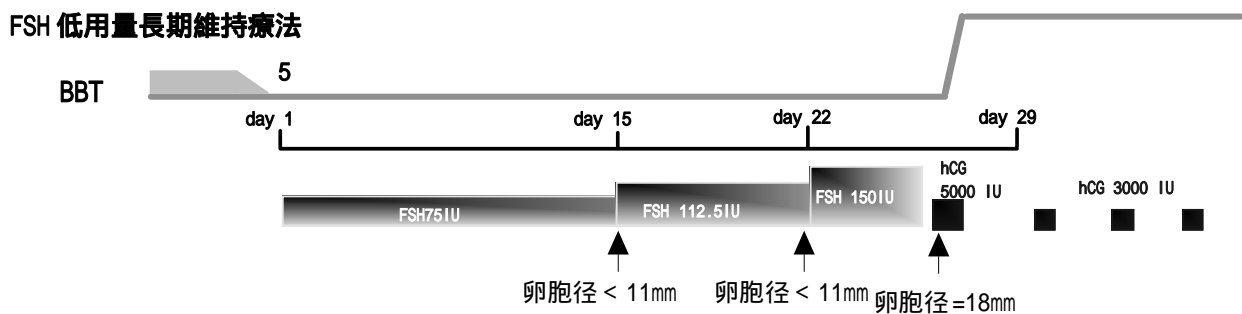 FSH 低用量長期維持療法
5
BBT
day 1 day 15 day 22 day 29
hCG
5000 IU
hCG 3000 IU
FSH75IU
FSH 112.5IU
FSH 150IU
卵胞径 < 11mm 卵胞径 < 11mm 卵胞径 =18mm